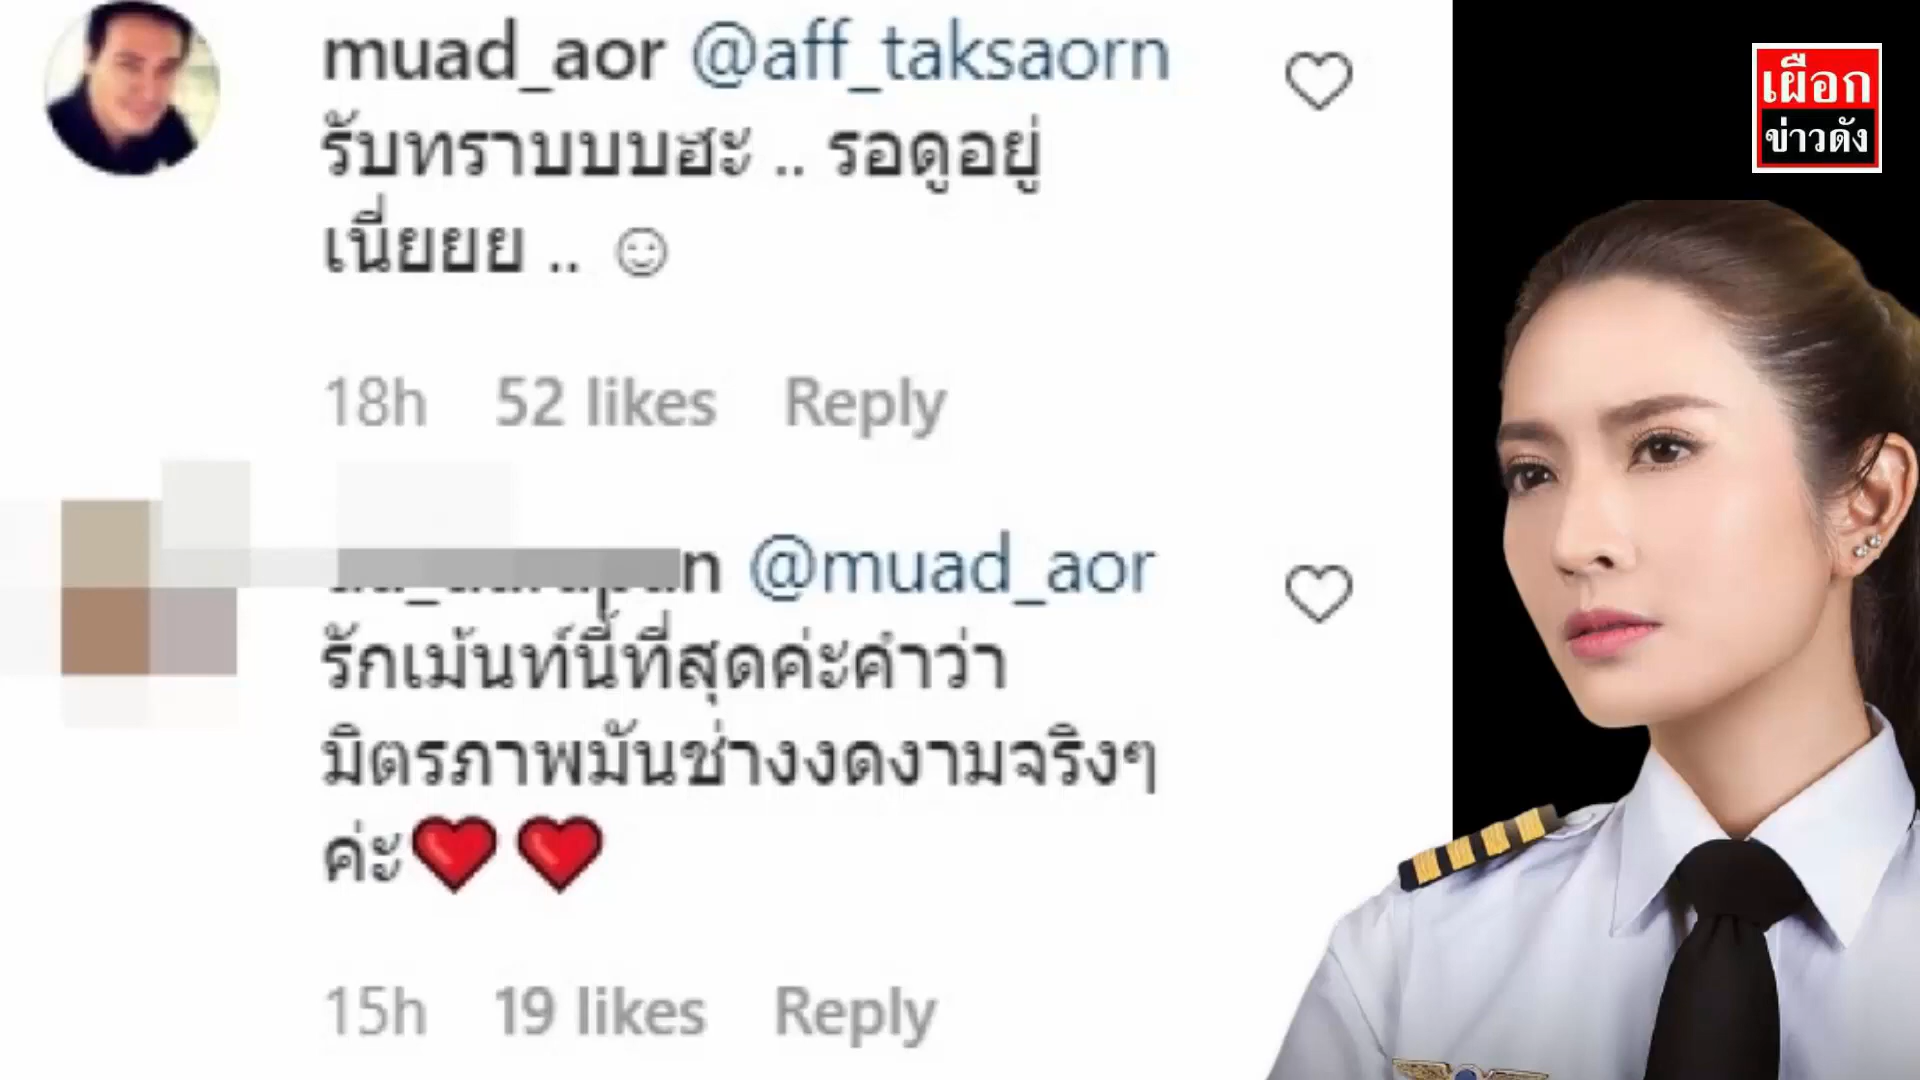 muad_aor @aff_taksaorn
รับทราบบบฮะ .. รอดูอยู่
เนี่ยยย .. ☺
18h 52 likes Reply
@muad_aor
รักเม้นท์นี้ที่สุดค่ะคำว่า
มิตรภาพมันช่างงดงามจริงๆ
ค่ะ❤️❤️
15h 19 likes Reply
เผือก
ข่าวดัง